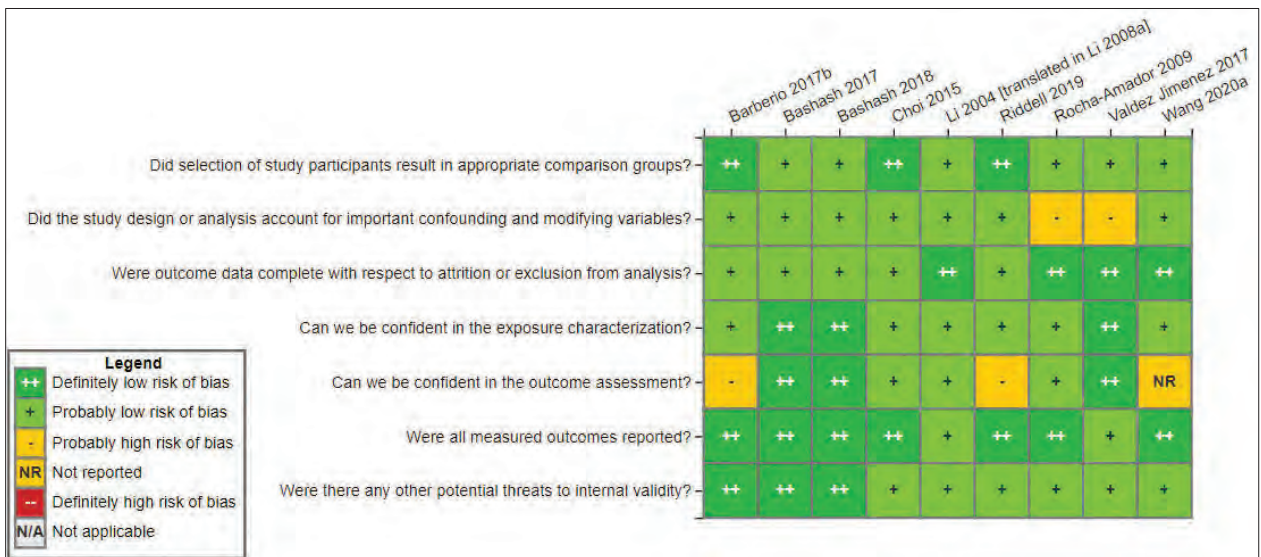 Barberio 2017b
Bashash 2017
Bashash 2018
Choi 2015
Li 2004 [translated in Li 2008a]
Riddell 2019
Rocha-Amador 2009
Valdez Jimenez 2017
Wang 2020a
Did selection of study participants result in appropriate comparison groups? ++ + + ++ + ++ + + +
Did the study design or analysis account for important confounding and modifying variables? + + + + + + - - +
Were outcome data complete with respect to attrition or exclusion from analysis? + + + + ++ + ++ ++ ++
Can we be confident in the exposure characterization? + ++ ++ + + + + ++ +
Can we be confident in the outcome assessment? - ++ ++ + + - + ++ NR
Were all measured outcomes reported? ++ ++ ++ ++ + ++ ++ + ++
Were there any other potential threats to internal validity? ++ ++ ++ + + + + + +
Legend
++ Definitely low risk of bias
+ Probably low risk of bias
- Probably high risk of bias
NR Not reported
-- Definitely high risk of bias
N/A Not applicable